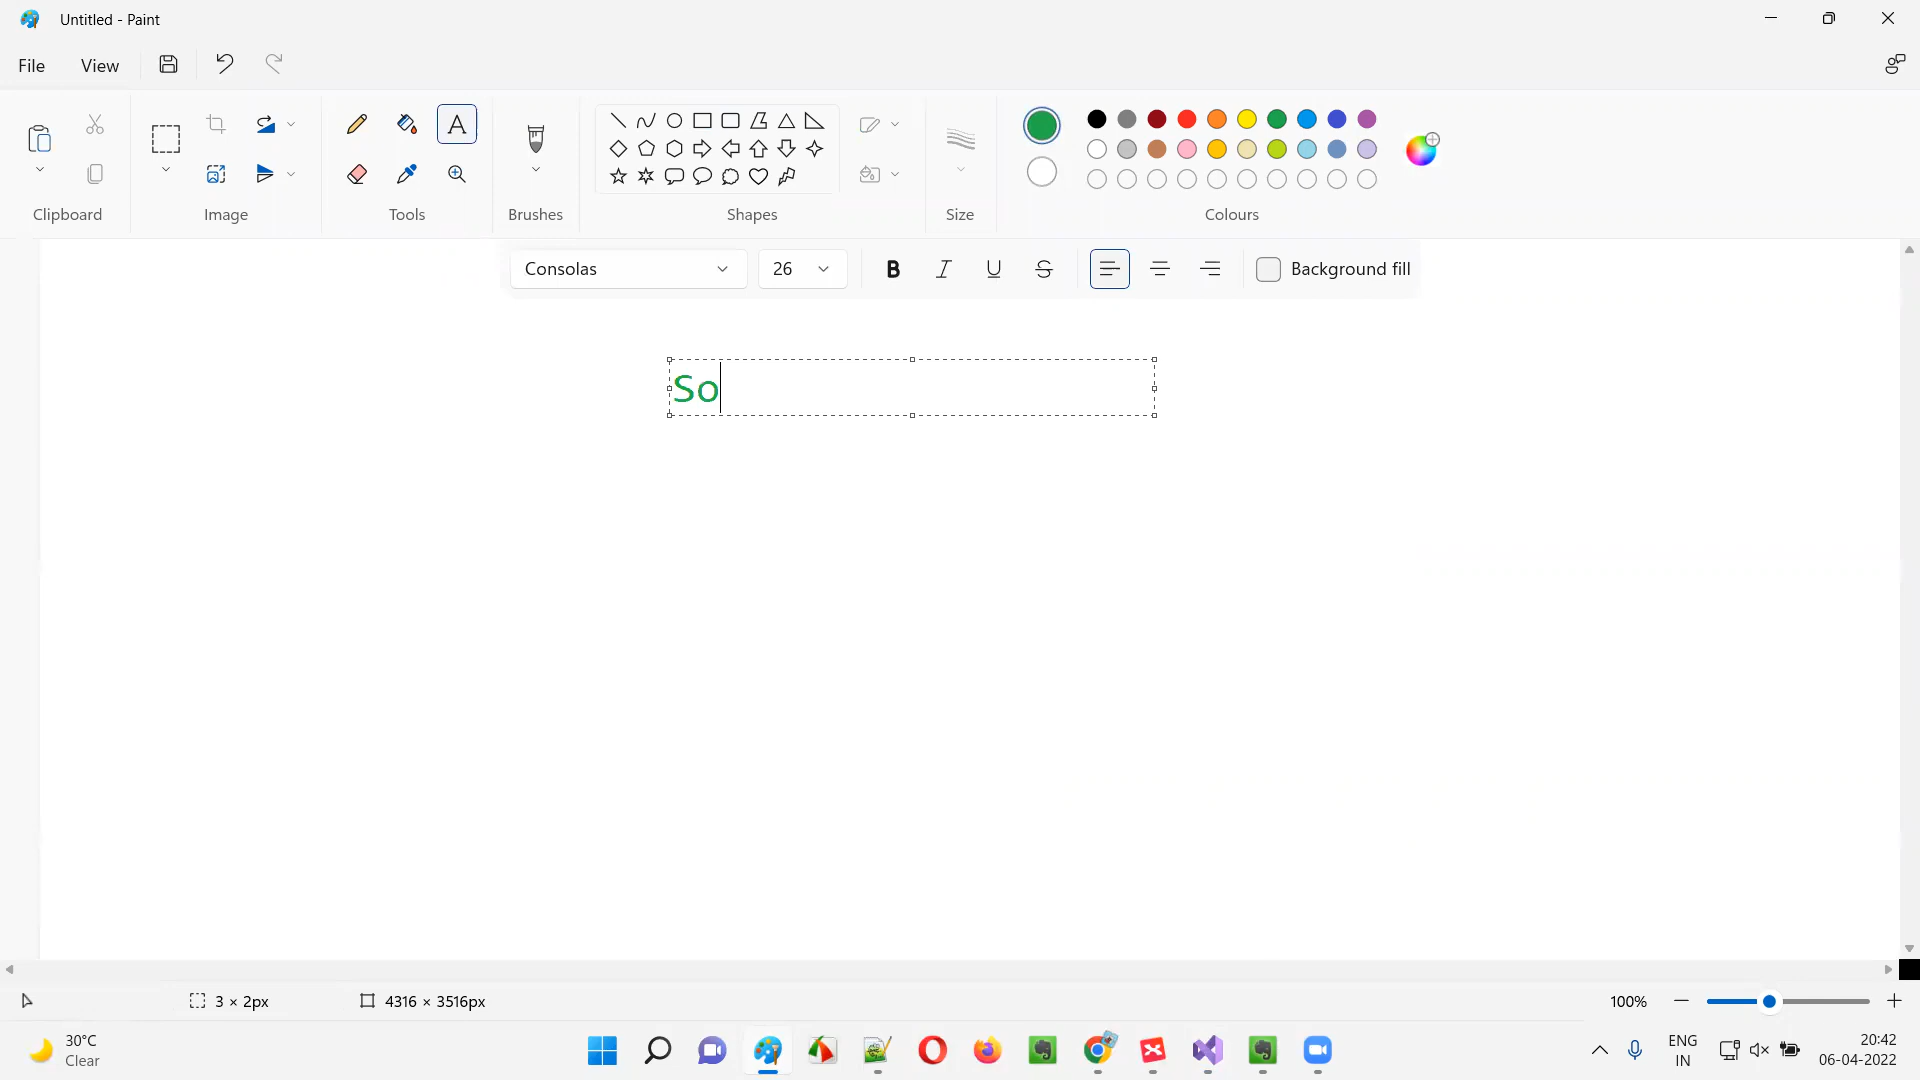 Untitled - Paint
File View
Clipboard Image Tools Brushes Shapes Size Colours
Consolas 26 B I U S Background fill
So
3 × 2px 4316 × 3516px 100%
30°C
Clear
ENG
IN
20:42
06-04-2022